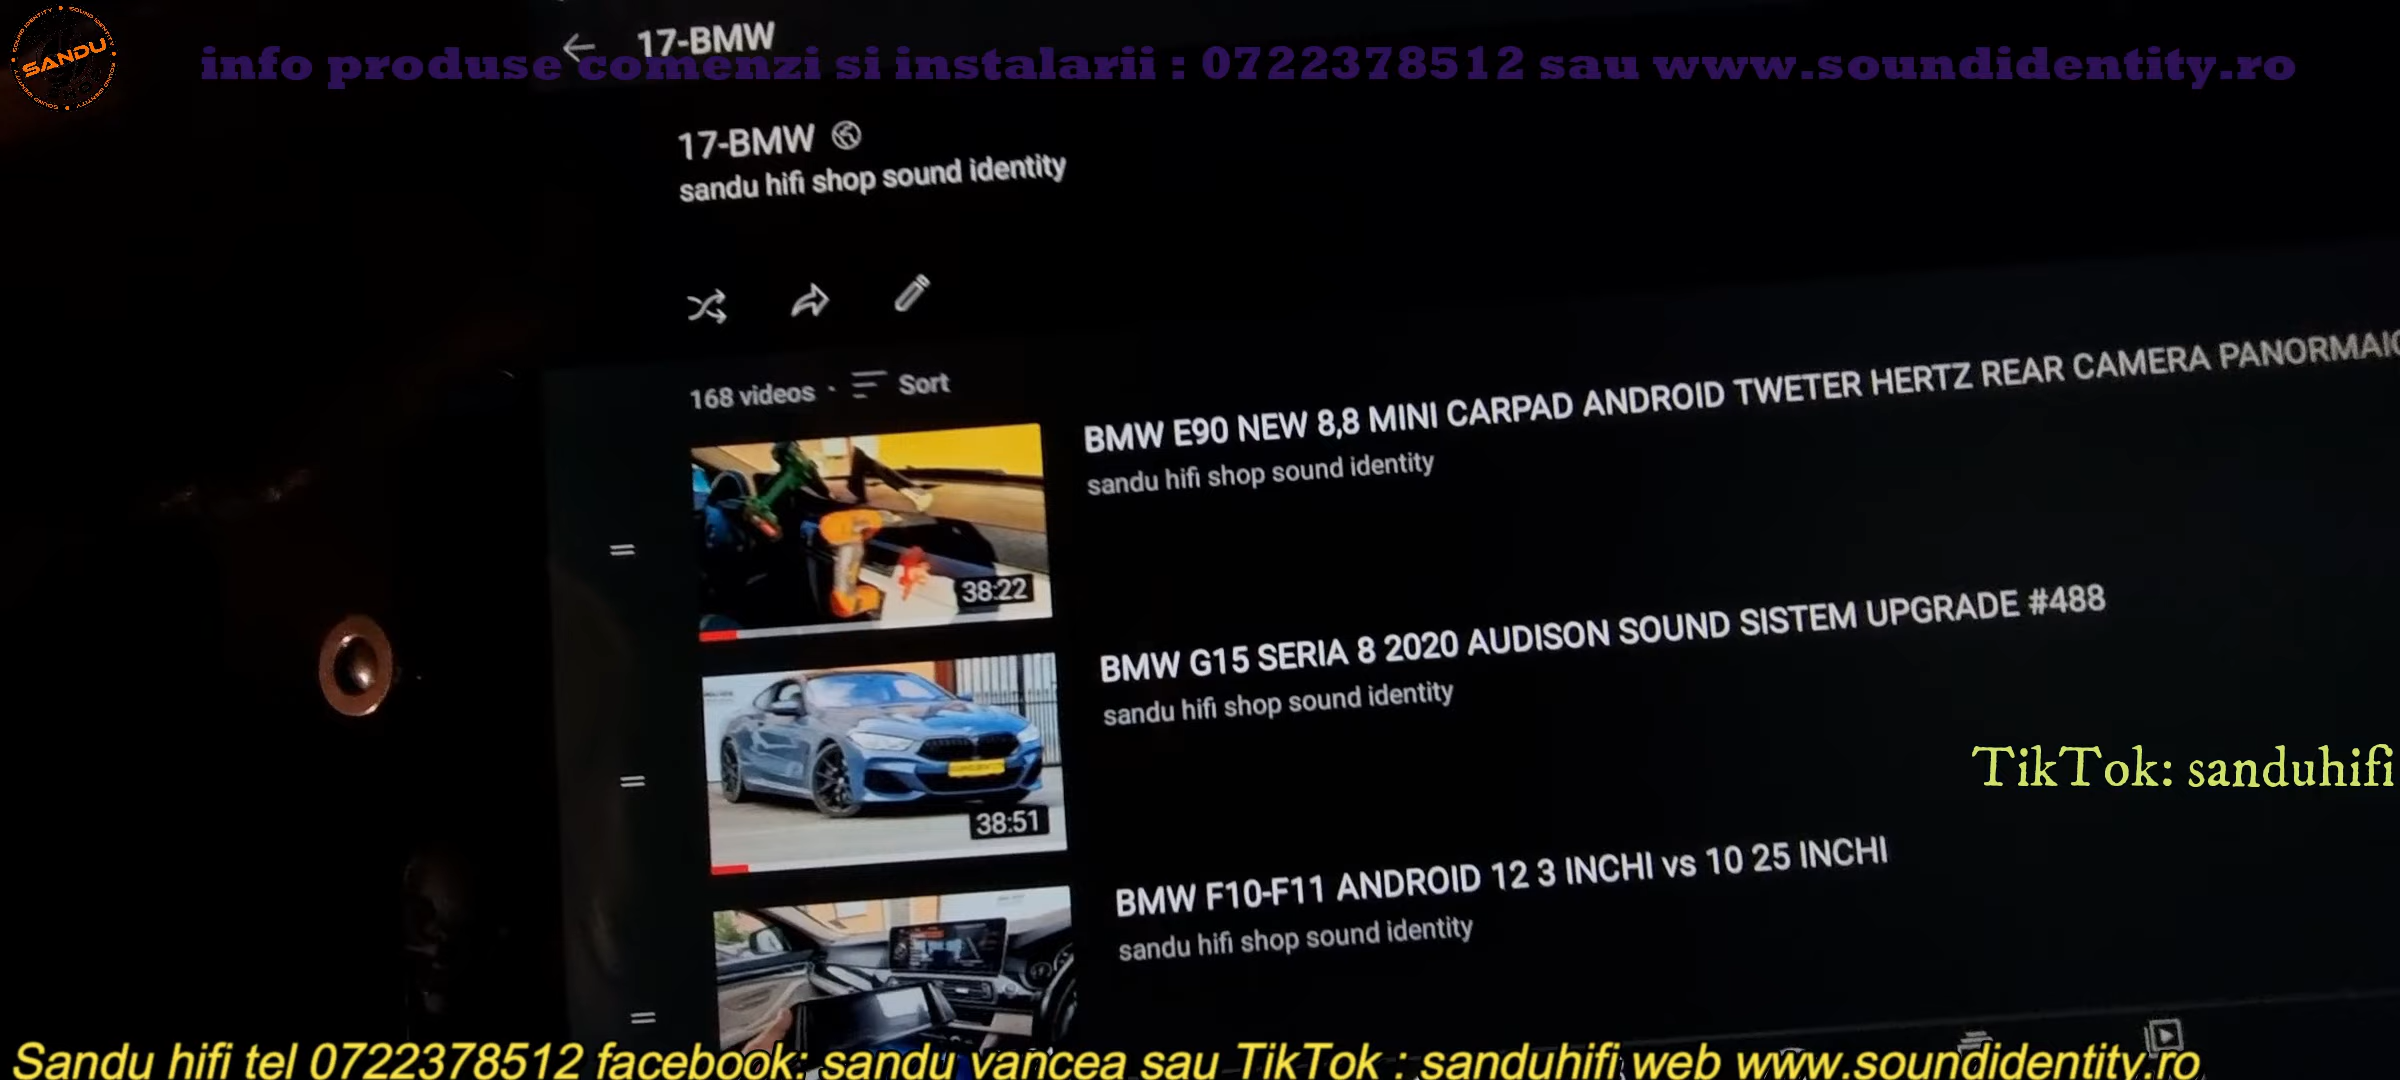 SANDU
17-BMW
info produse comenzi si instalarii : 0722378512 sau www.soundidentity.ro
17-BMW
sandu hifi shop sound identity
168 videos · Sort
BMW E90 NEW 8,8 MINI CARPAD ANDROID TWETER HERTZ REAR CAMERA PANORMAIC
sandu hifi shop sound identity
38:22
BMW G15 SERIA 8 2020 AUDISON SOUND SISTEM UPGRADE #488
sandu hifi shop sound identity
38:51
TikTok: sanduhifi
BMW F10-F11 ANDROID 12 3 INCHI vs 10 25 INCHI
sandu hifi shop sound identity
Sandu hifi tel 0722378512 facebook: sandu vancea sau TikTok : sanduhifi web www.soundidentity.ro